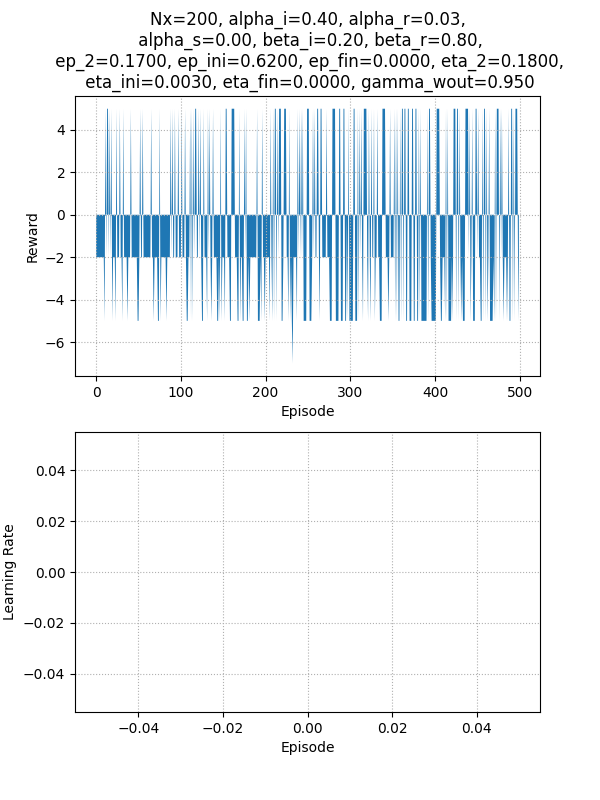 Nx=200, alpha_i=0.40, alpha_r=0.03,
alpha_s=0.00, beta_i=0.20, beta_r=0.80,
ep_2=0.1700, ep_ini=0.6200, ep_fin=0.0000, eta_2=0.1800,
eta_ini=0.0030, eta_fin=0.0000, gamma_wout=0.950
4
2
0
−2
−4
−6
Reward
0 100 200 300 400 500
Episode
0.04
0.02
0.00
−0.02
−0.04
Learning Rate
−0.04 −0.02 0.00 0.02 0.04
Episode